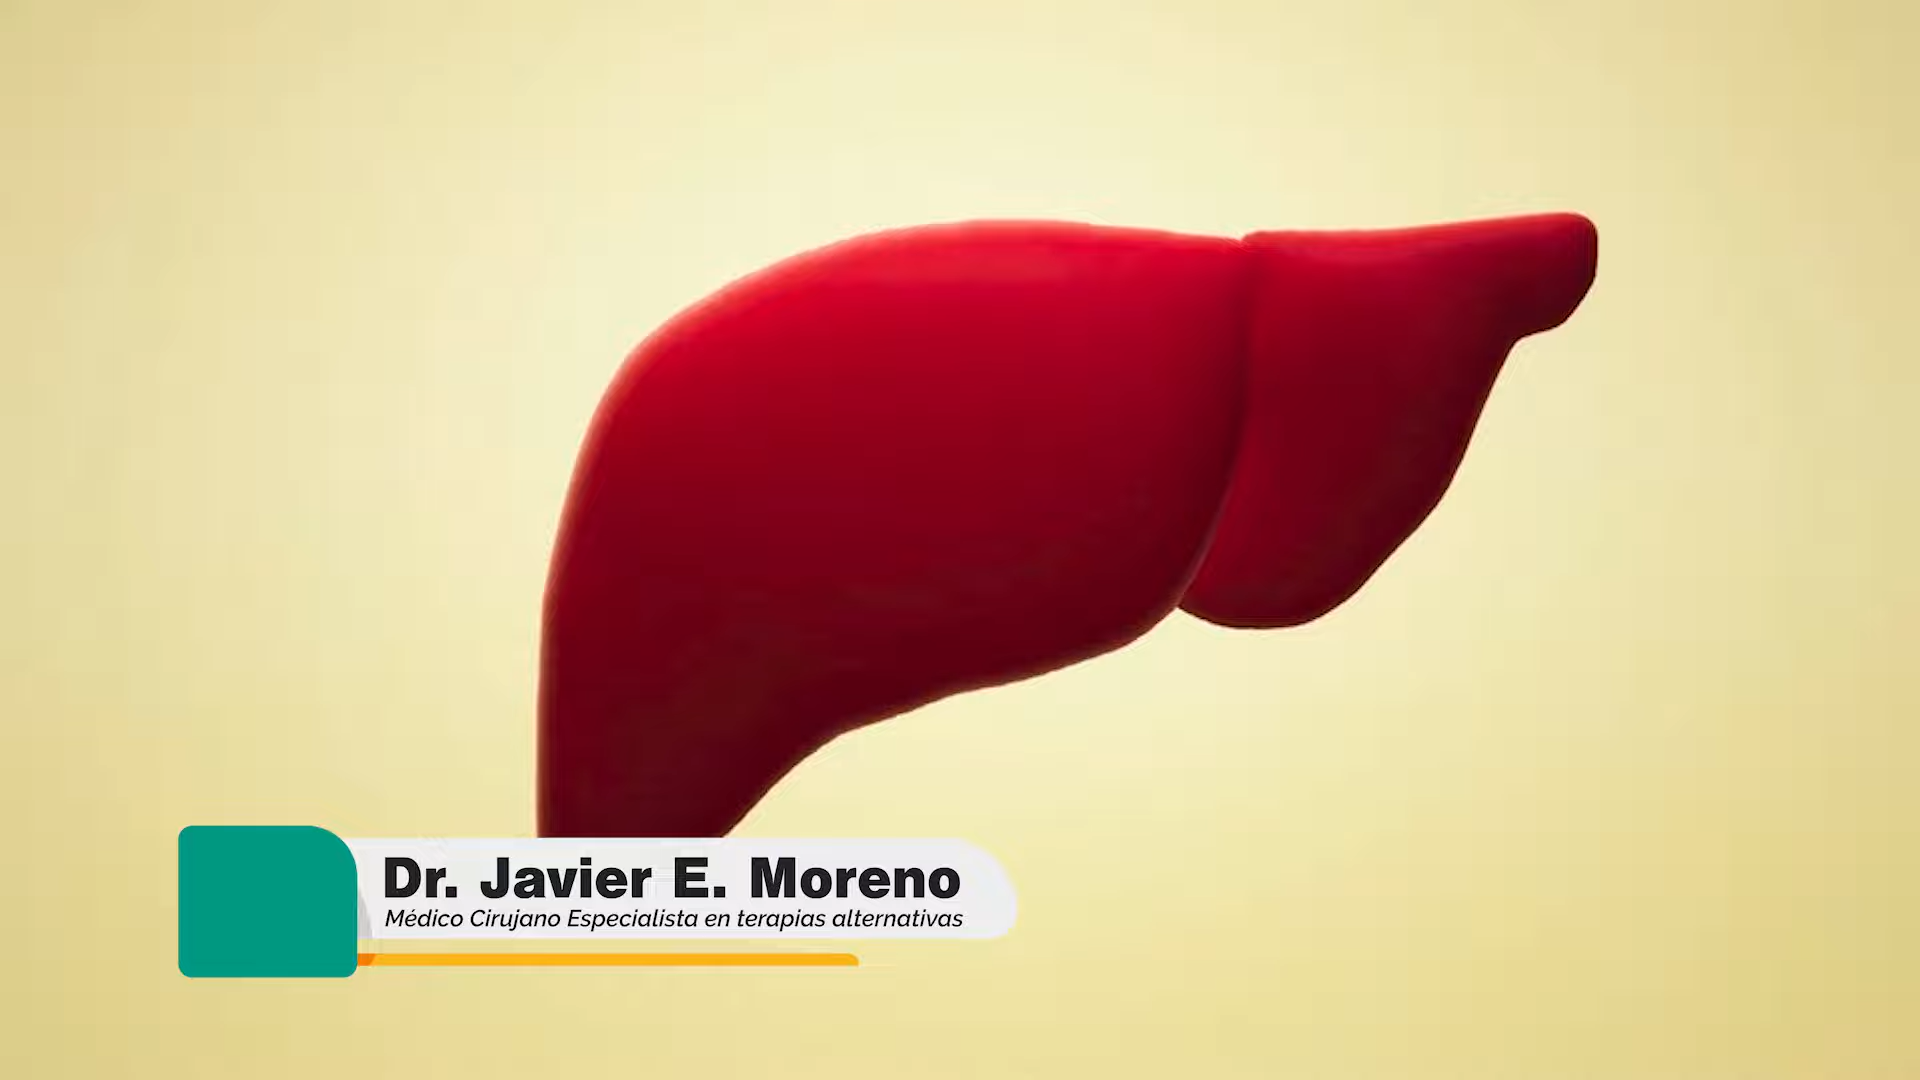 Dr. Javier E. Moreno
Médico Cirujano Especialista en terapias alternativas